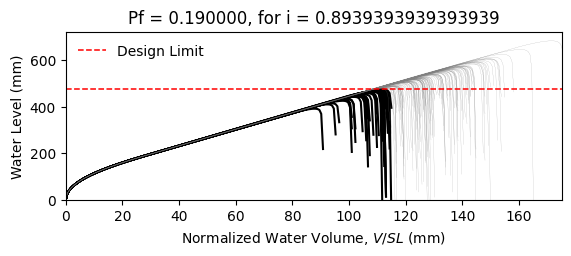 Pf = 0.190000, for i = 0.8939393939393939
Water Level (mm)
600
400
200
0
Design Limit
0 20 40 60 80 100 120 140 160
Normalized Water Volume, V/SL (mm)